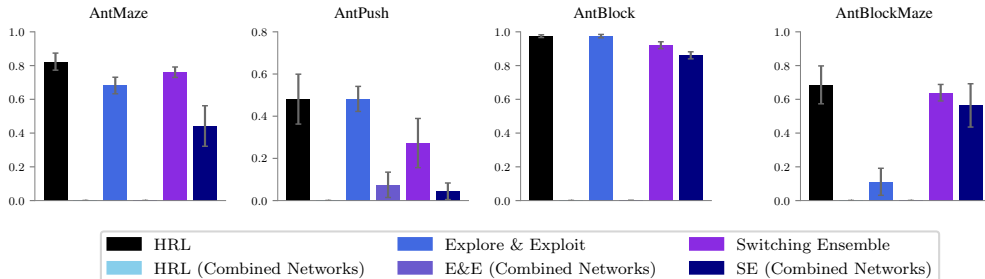 AntMaze
AntPush
AntBlock
AntBlockMaze
1.0
0.8
0.6
0.4
0.2
0.0
0.8
0.6
0.4
0.2
0.0
1.0
0.8
0.6
0.4
0.2
0.0
1.0
0.8
0.6
0.4
0.2
0.0
HRL
Explore & Exploit
Switching Ensemble
HRL (Combined Networks)
E&E (Combined Networks)
SE (Combined Networks)